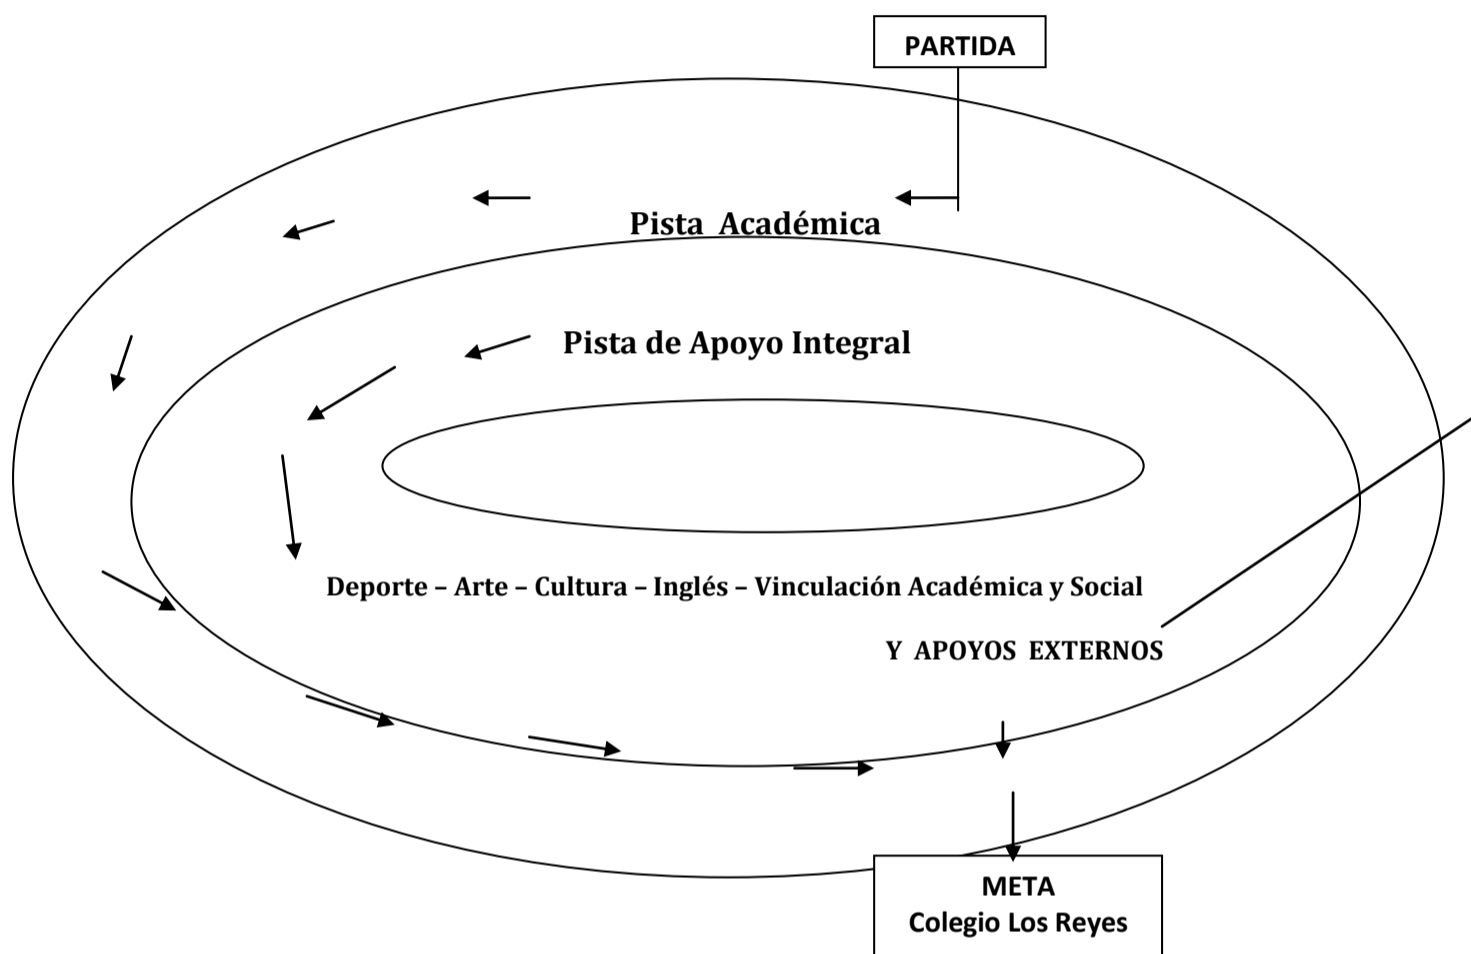 PARTIDA
Pista Académica
Pista de Apoyo Integral
Deporte – Arte – Cultura – Inglés – Vinculación Académica y Social
Y APOYOS EXTERNOS
META
Colegio Los Reyes